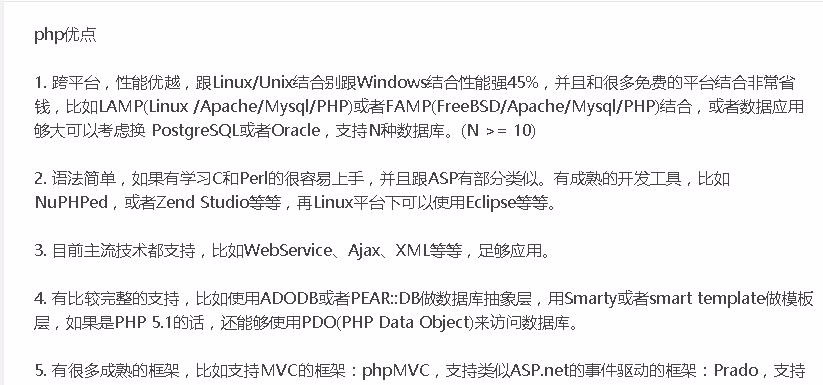 php优点
1. 跨平台，性能优越，跟Linux/Unix结合别跟Windows结合性能强45%，并且和很多免费的平台结合非常省
钱，比如LAMP(Linux /Apache/Mysql/PHP)或者FAMP(FreeBSD/Apache/Mysql/PHP)结合，或者数据应用
够大可以考虑换 PostgreSQL或者Oracle，支持N种数据库。(N >= 10)
2. 语法简单，如果有学习C和Perl的很容易上手，并且跟ASP有部分类似。有成熟的开发工具，比如
NuPHPed，或者Zend Studio等等，再Linux平台下可以使用Eclipse等等。
3. 目前主流技术都支持，比如WebService、Ajax、XML等等，足够应用。
4. 有比较完整的支持，比如使用ADODB或者PEAR::DB做数据库抽象层，用Smarty或者smart template做模板
层，如果是PHP 5.1的话，还能够使用PDO(PHP Data Object)来访问数据库。
5. 有很多成熟的框架，比如支持MVC的框架：phpMVC，支持类似ASP.net的事件驱动的框架：Prado，支持